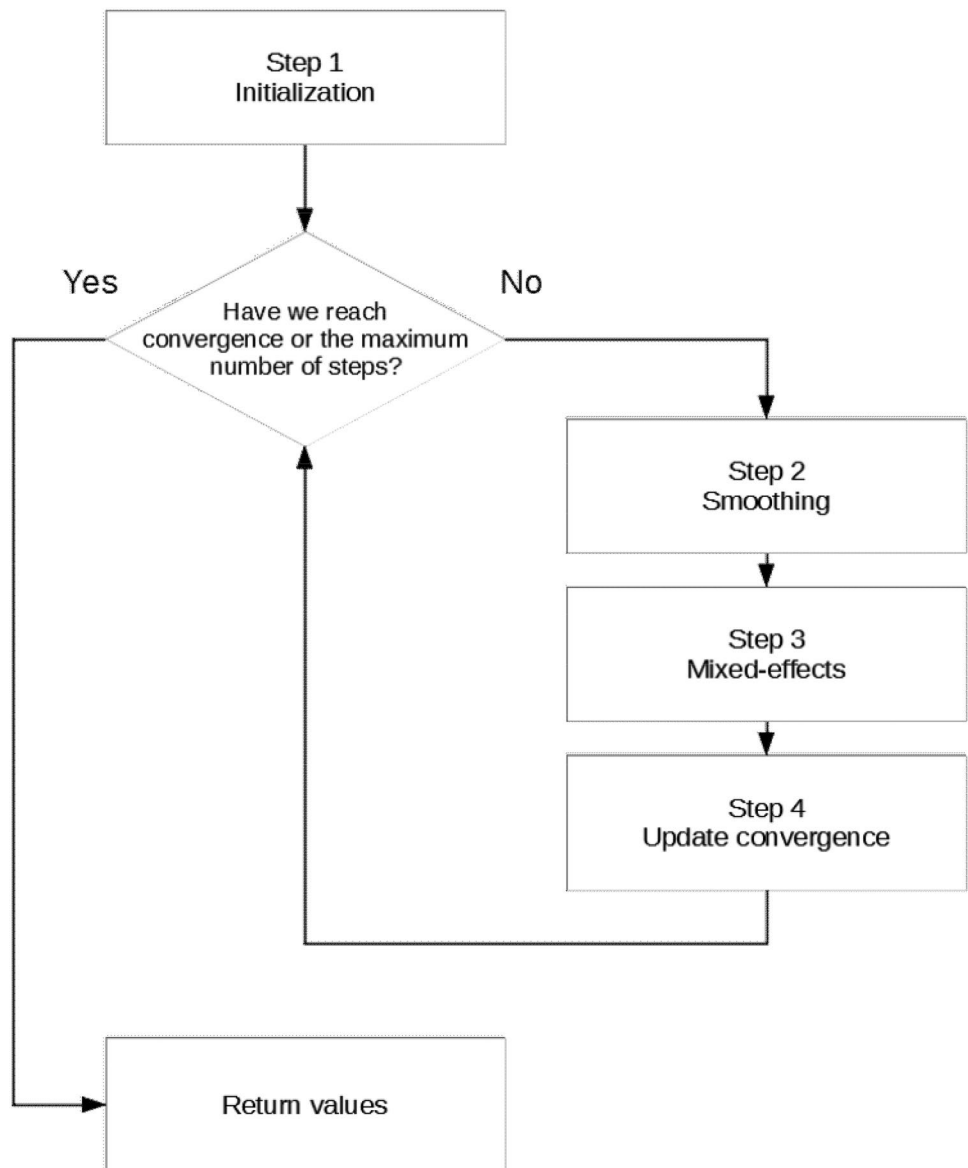 Step 1
Initialization
Yes
No
Have we reach
convergence or the maximum
number of steps?
Step 2
Smoothing
Step 3
Mixed-effects
Step 4
Update convergence
Return values